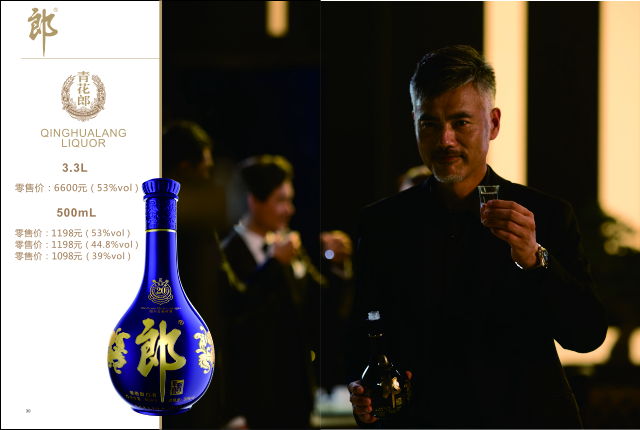 郎
青花郎
QINGHUALANG
LIQUOR
3.3L
零售价：6600元 ( 53%vol )
500mL
零售价：1198元 ( 53%vol )
零售价：1198元 ( 44.8%vol )
零售价：1098元 ( 39%vol )
20
郎